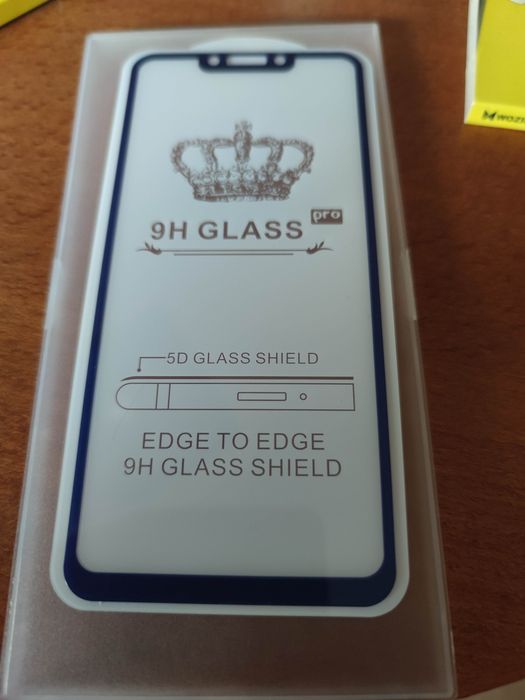 9H GLASS pro
5D GLASS SHIELD
EDGE TO EDGE
9H GLASS SHIELD